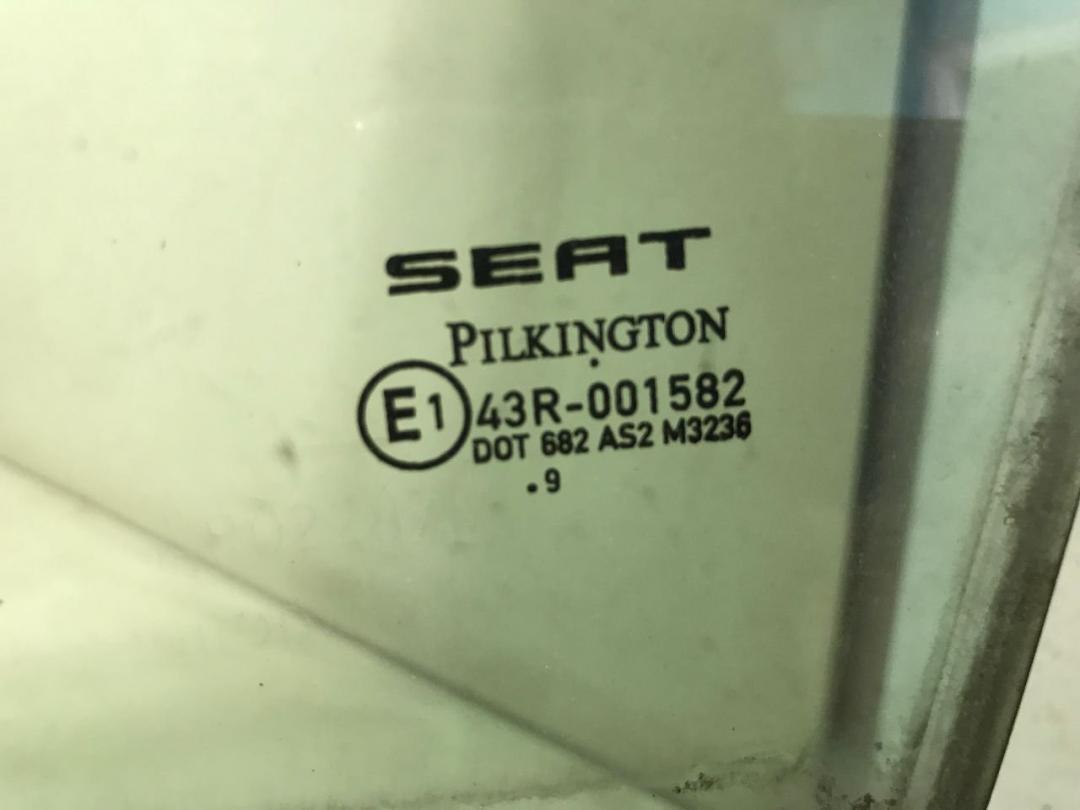 SEAT
PILKINGTON
E1 43R-001582
DOT 682 AS2 M3236
.9